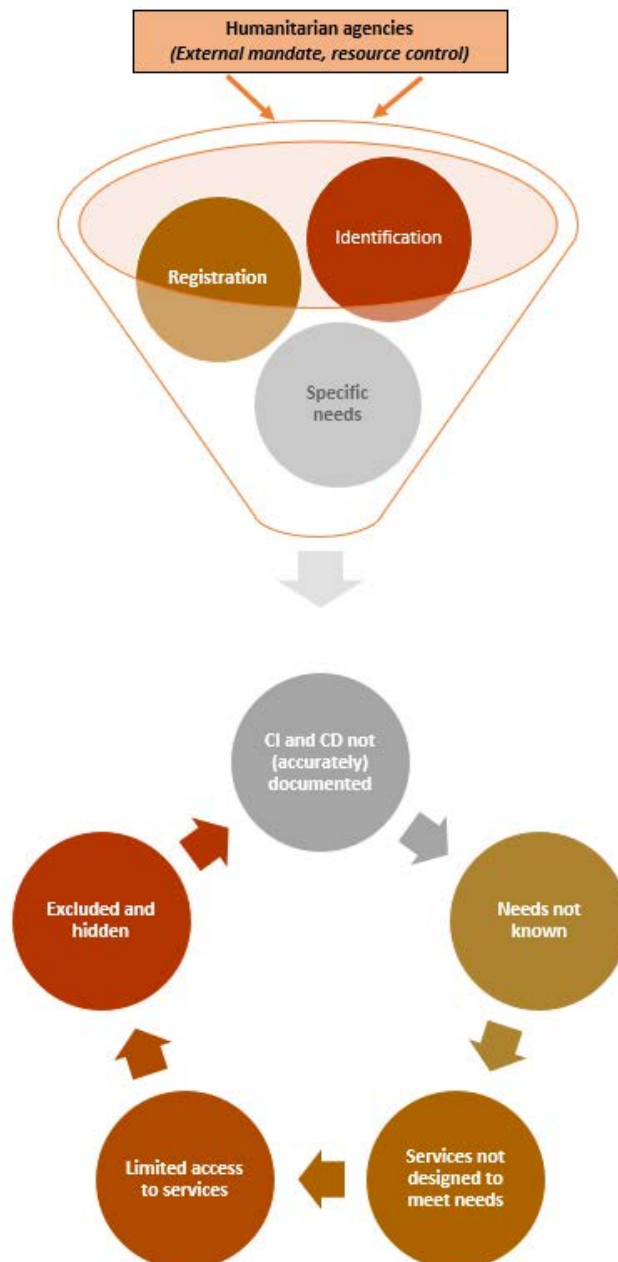 Humanitarian agencies
(External mandate, resource control)
Identification
Registration
Specific
needs
CI and CD not
(accurately)
documented
Needs not
known
Services not
designed to
meet needs
Limited access
to services
Excluded and
hidden